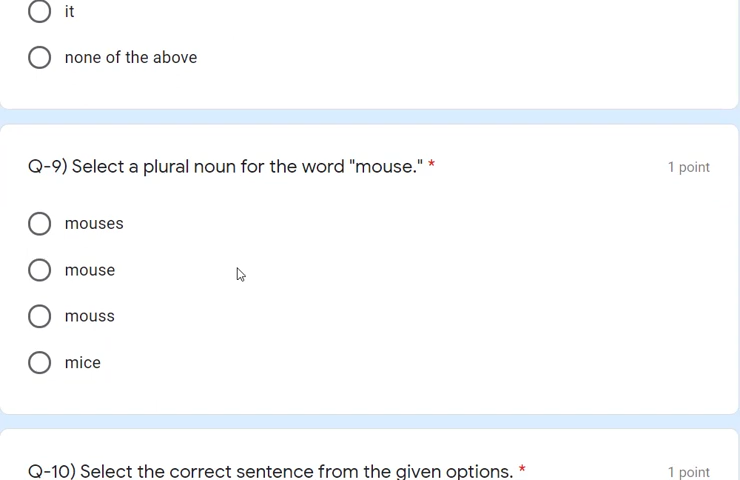 it
none of the above
Q-9) Select a plural noun for the word "mouse." * 1 point
mouses
mouse
mouss
mice
Q-10) Select the correct sentence from the given options. * 1 point